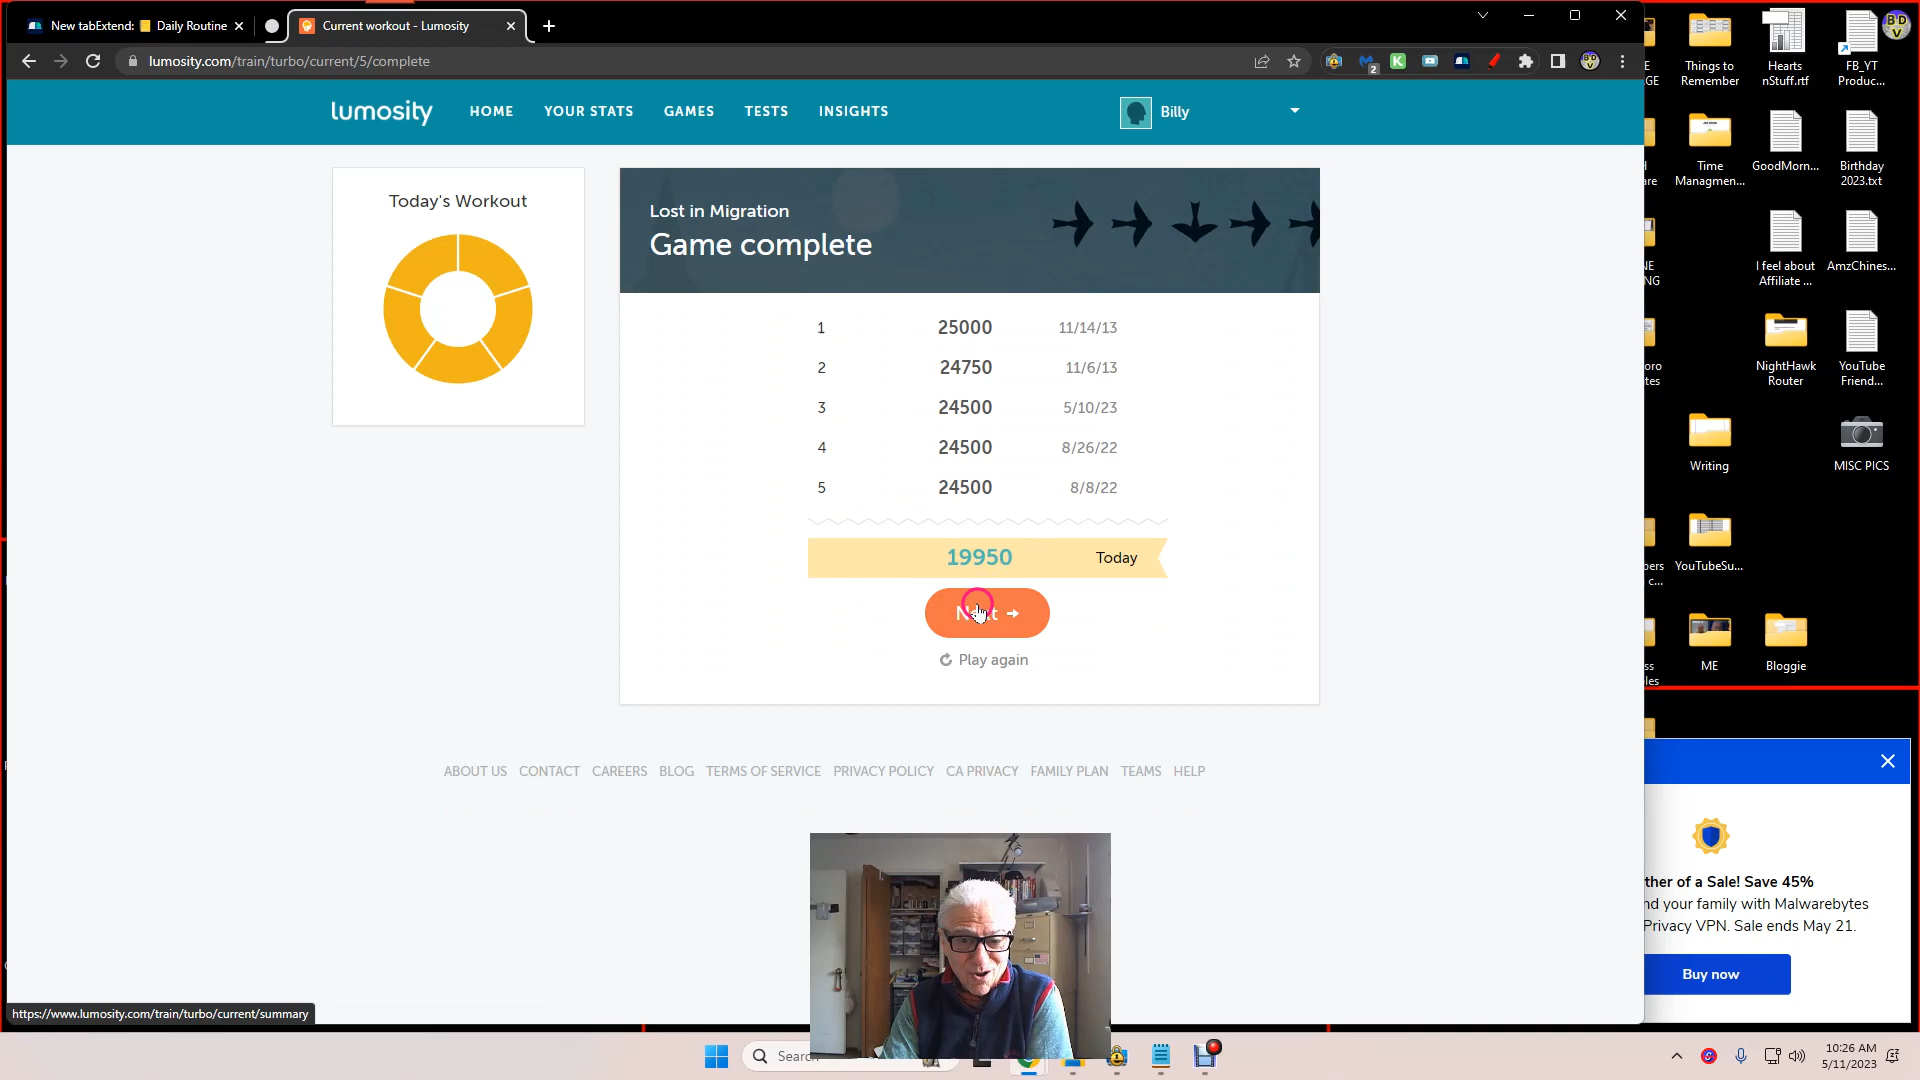 New tabExtend: 📒 Daily Routine
Current workout - Lumosity
lumosity.com/train/turbo/current/5/complete
2
lumosity
HOME
YOUR STATS
GAMES
TESTS
INSIGHTS
Billy
Today's Workout
Lost in Migration
Game complete
1 25000 11/14/13
2 24750 11/6/13
3 24500 5/10/23
4 24500 8/26/22
5 24500 8/8/22
19950 Today
Next
Play again
ABOUT US CONTACT CAREERS BLOG TERMS OF SERVICE PRIVACY POLICY CA PRIVACY FAMILY PLAN TEAMS HELP
https://www.lumosity.com/train/turbo/current/summary
Things to
Remember
Hearts
nStuff.rtf
FB_YT
Produc...
BD
V
Time
Managmen...
GoodMorn...
Birthday
2023.txt
I feel about
Affiliate ...
AmzChines...
NightHawk
Router
YouTube
Friend...
Writing
MISC PICS
YouTubeSu...
ME
Bloggie
ther of a Sale! Save 45%
nd your family with Malwarebytes
Privacy VPN. Sale ends May 21.
Buy now
Search
10:26 AM
5/11/2023